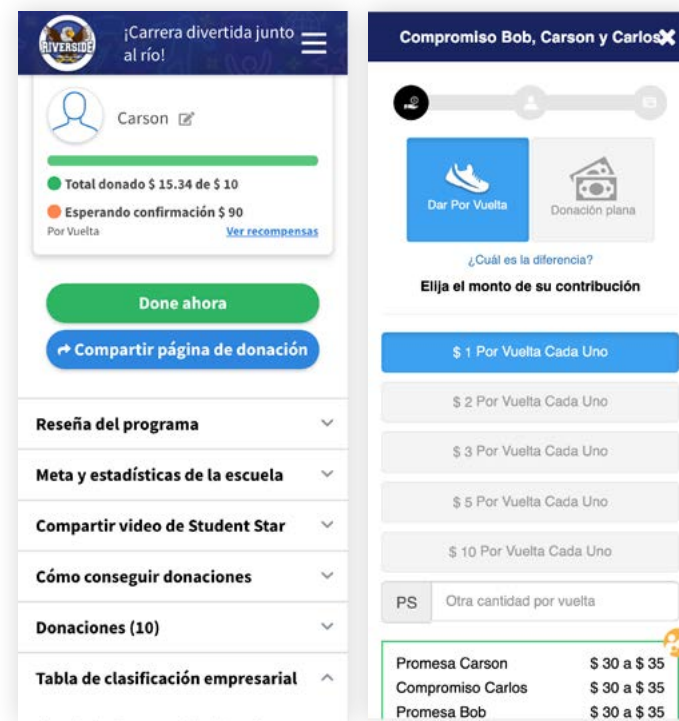 RIVERSIDE
¡Carrera divertida junto
al río!
Carson
Total donado $ 15.34 de $ 10
Esperando confirmación $ 90
Por Vuelta
Ver recompensas
Done ahora
Compartir página de donación
Reseña del programa
Meta y estadísticas de la escuela
Compartir video de Student Star
Cómo conseguir donaciones
Donaciones (10)
Tabla de clasificación empresarial
Compromiso Bob, Carson y Carlos
Dar Por Vuelta
Donación plana
¿Cuál es la diferencia?
Elija el monto de su contribución
$ 1 Por Vuelta Cada Uno
$ 2 Por Vuelta Cada Uno
$ 3 Por Vuelta Cada Uno
$ 5 Por Vuelta Cada Uno
$ 10 Por Vuelta Cada Uno
PS Otra cantidad por vuelta
Promesa Carson $ 30 a $ 35
Compromiso Carlos $ 30 a $ 35
Promesa Bob $ 30 a $ 35